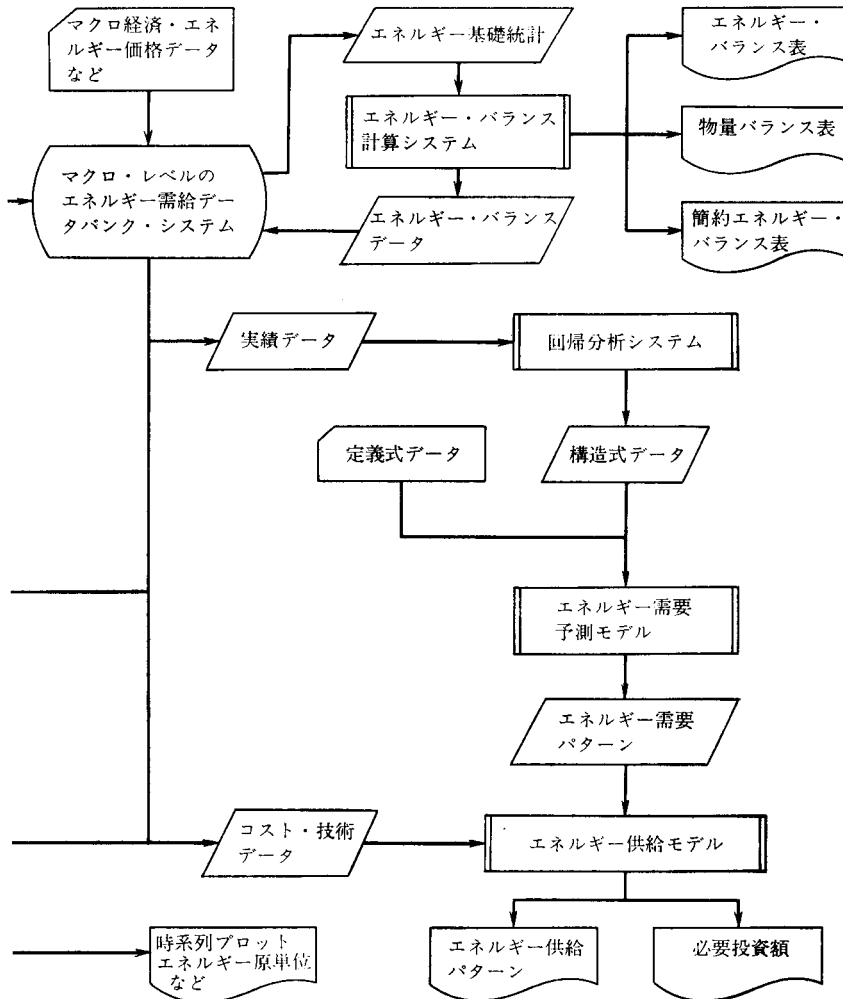 マクロ経済・エネ
ルギー価格データ
など
エネルギー基礎統計
エネルギー・
バランス表
エネルギー・バランス
計算システム
物量バランス表
マクロ・レベルの
エネルギー需給デー
タバンク・システム
エネルギー・バランス
データ
簡約エネルギー・
バランス表
実績データ
回帰分析システム
定義式データ
構造式データ
エネルギー需要
予測モデル
エネルギー需要
パターン
コスト・技術
データ
エネルギー供給モデル
時系列プロット
エネルギー原単位
など
エネルギー供給
パターン
必要投資額